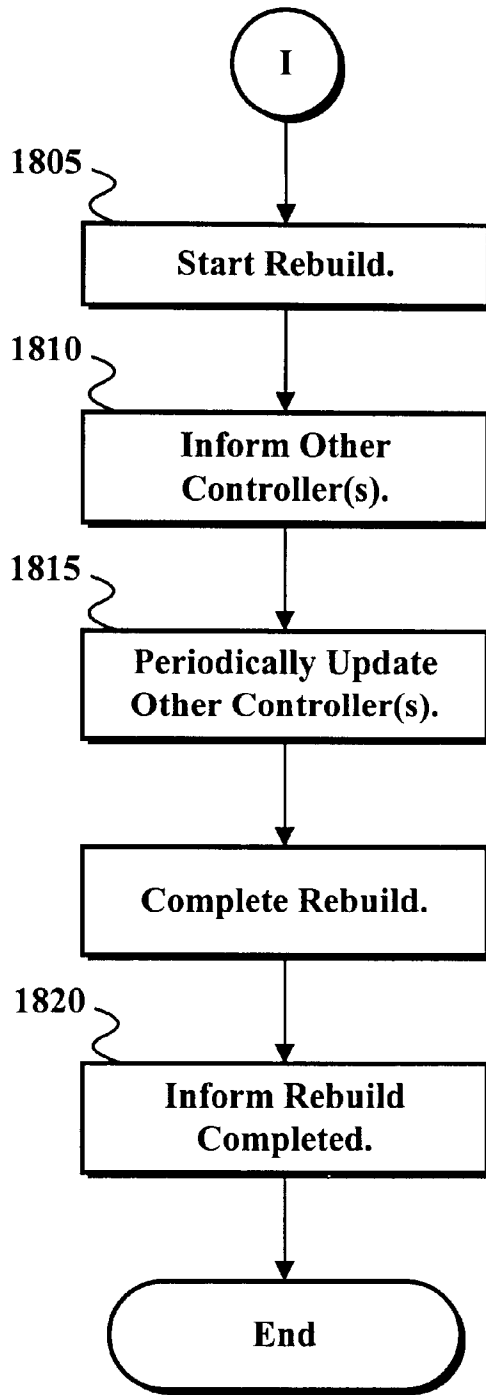 I
1805
Start Rebuild.
1810
Inform Other
Controller(s).
1815
Periodically Update
Other Controller(s).
Complete Rebuild.
1820
Inform Rebuild
Completed.
End